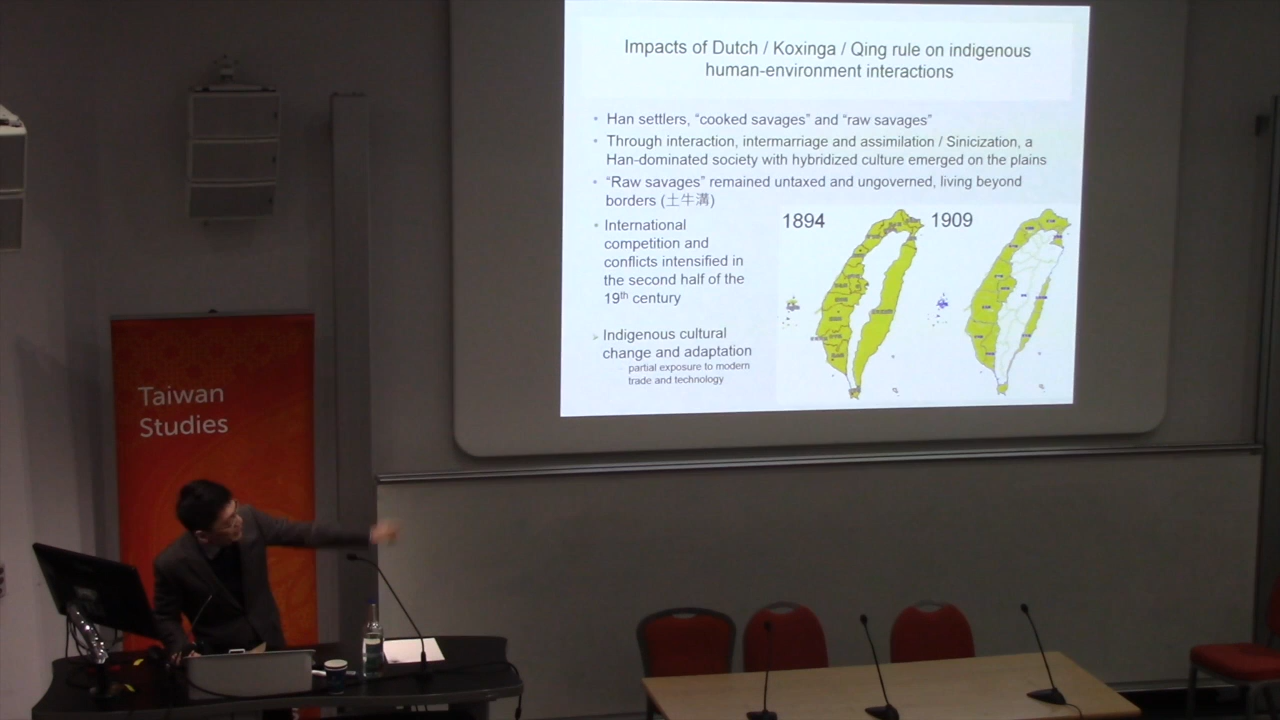 Impacts of Dutch / Koxinga / Qing rule on indigenous
human-environment interactions
Han settlers, “cooked savages” and “raw savages”
Through interaction, intermarriage and assimilation / Sinicization, a
Han-dominated society with hybridized culture emerged on the plains
“Raw savages” remained untaxed and ungoverned, living beyond
borders (土牛溝)
International
competition and
conflicts intensified in
the second half of the
19th century
Indigenous cultural
change and adaptation
partial exposure to modern
trade and technology
1894
1909
Taiwan
Studies